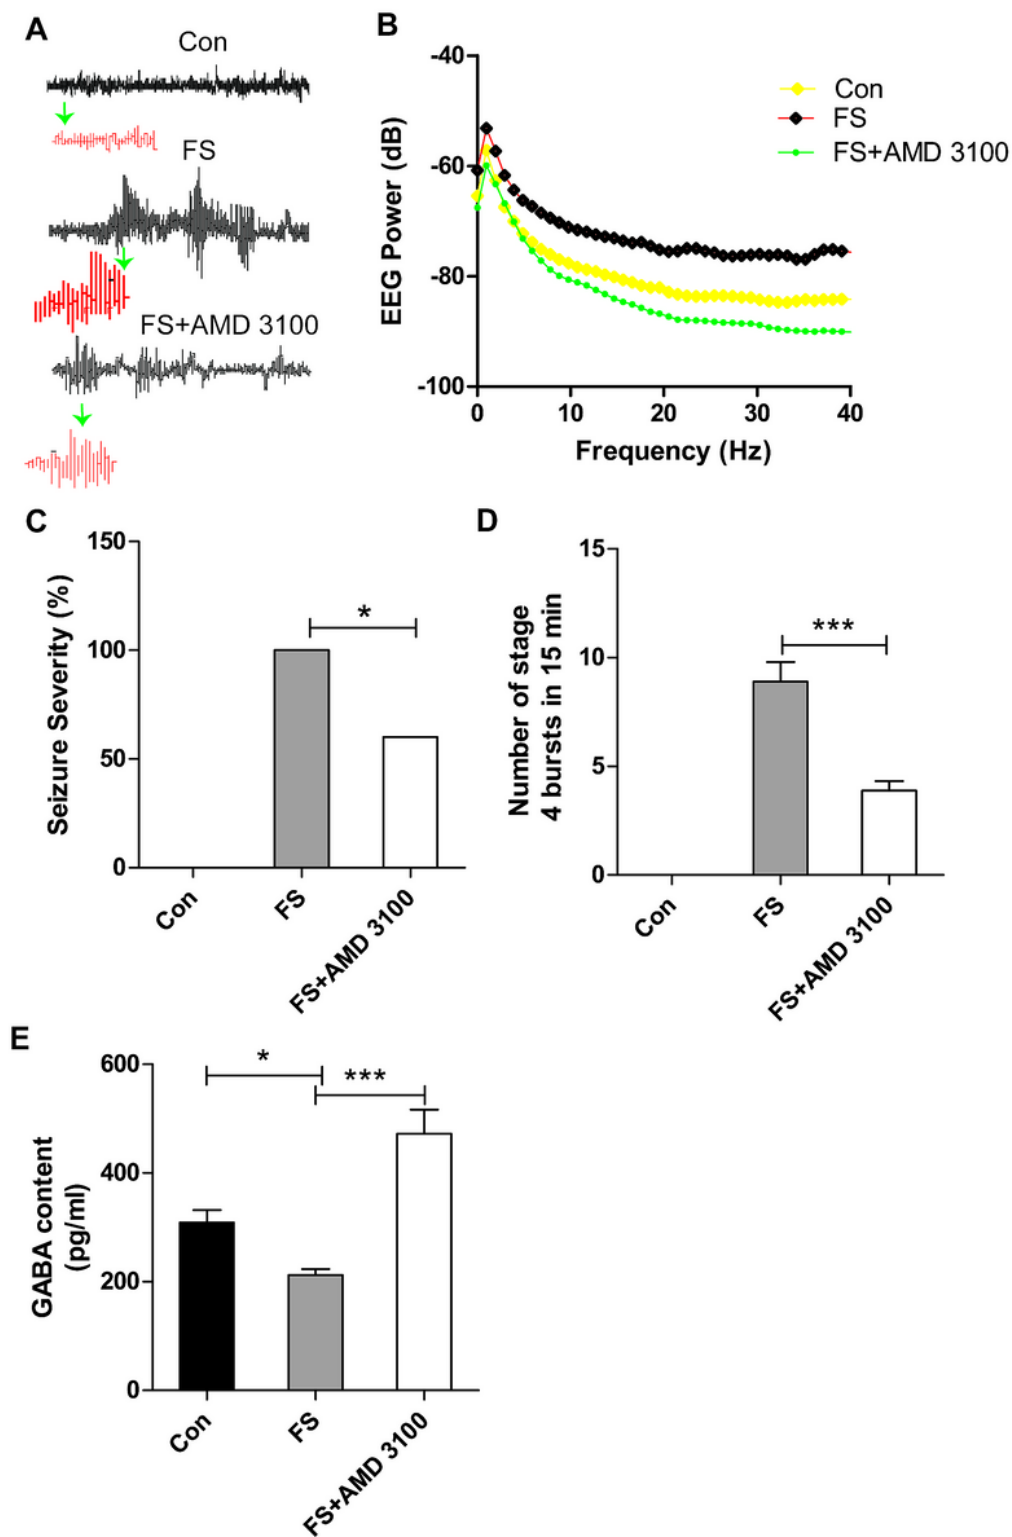 A
Con
FS
FS+AMD 3100
B
EEG Power (dB)
-40
-60
-80
-100
0 10 20 30 40
Frequency (Hz)
Con
FS
FS+AMD 3100
C
Seizure Severity (%)
150
100
50
0
*
Con
FS
FS+AMD 3100
D
Number of stage
4 bursts in 15 min
15
10
5
0
***
Con
FS
FS+AMD 3100
E
GABA content
(pg/ml)
600
400
200
0
*
***
Con
FS
FS+AMD 3100